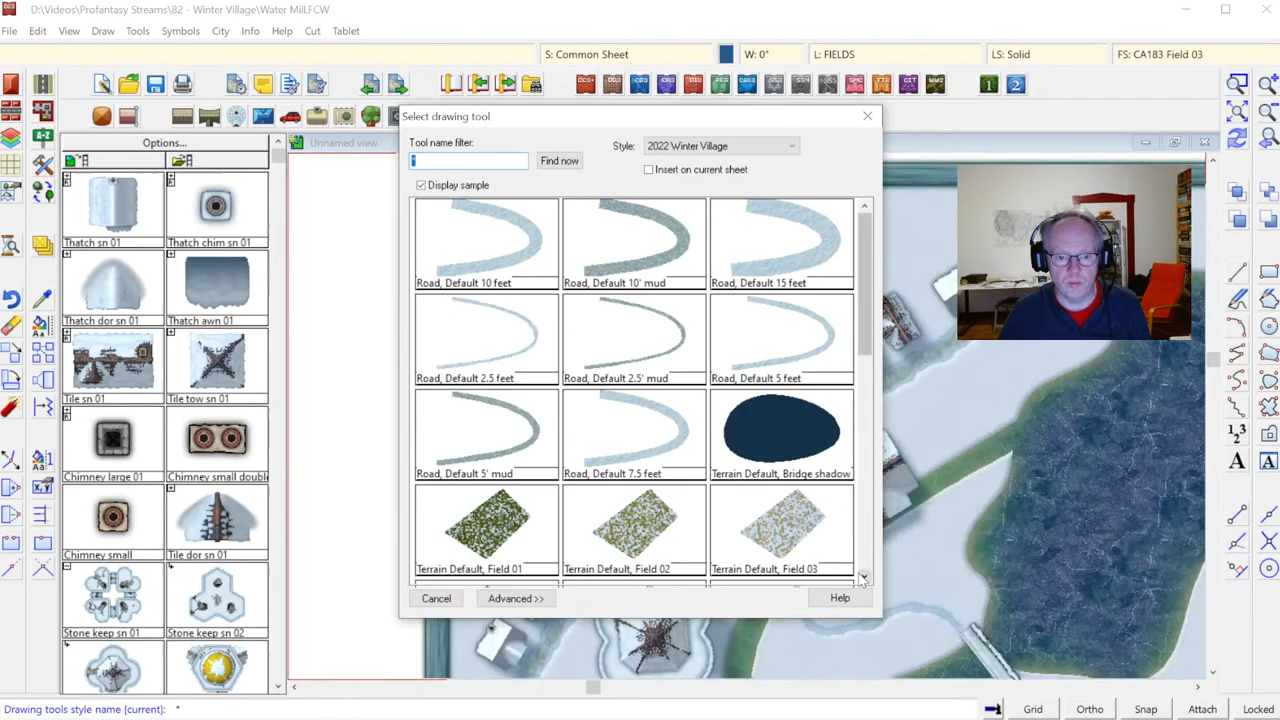 D:\Videos\Profantasy Streams\82 - Winter Village\Water Mill.FCW
File Edit View Draw Tools Symbols City Info Help Cut Tablet
S: Common Sheet W: 0" L: FIELDS LS: Solid FS: CA183 Field 03
Options...
Unnamed view
Thatch sn 01 Thatch chim sn 01
Thatch dor sn 01 Thatch awn 01
Tile sn 01 Tile tow sn 01
Chimney large 01 Chimney small double
Chimney small Tile dor sn 01
Stone keep sn 01 Stone keep sn 02
Select drawing tool
Tool name filter:
*
Find now
Style: 2022 Winter Village
Insert on current sheet
Display sample
Road, Default 10 feet Road, Default 10' mud Road, Default 15 feet
Road, Default 2.5 feet Road, Default 2.5' mud Road, Default 5 feet
Road, Default 5' mud Road, Default 7.5 feet Terrain Default, Bridge shadow
Terrain Default, Field 01 Terrain Default, Field 02 Terrain Default, Field 03
Cancel Advanced >> Help
Drawing tools style name [current]: *
Grid Ortho Snap Attach Locked